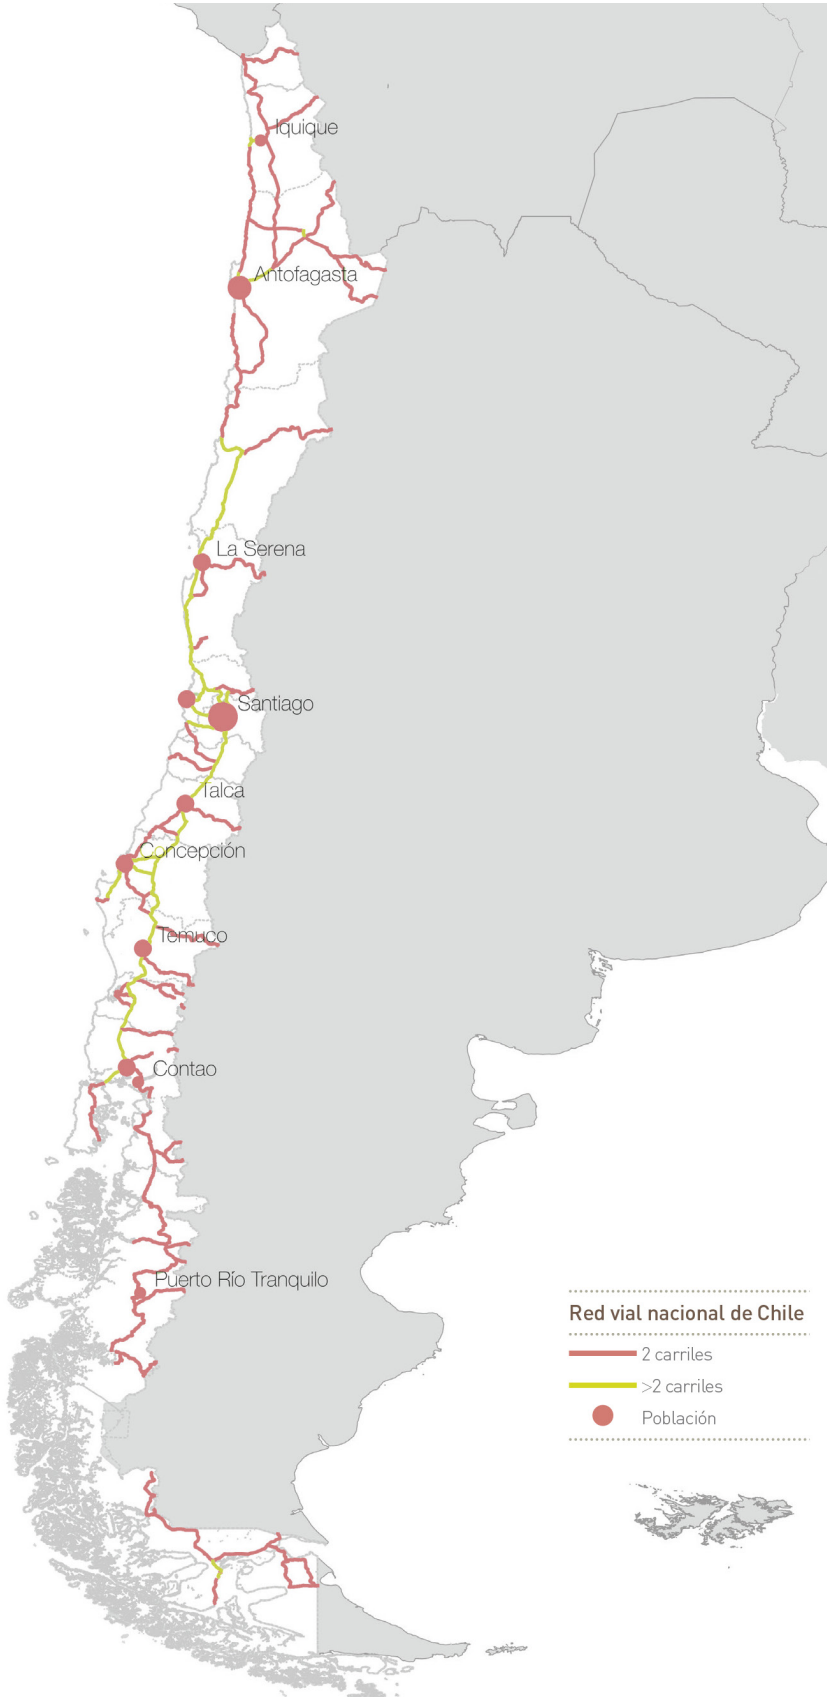 Iquique
Antofagasta
La Serena
Santiago
Talca
Concepción
Temuco
Contao
Puerto Río Tranquilo
Red vial nacional de Chile
2 carriles
>2 carriles
Población